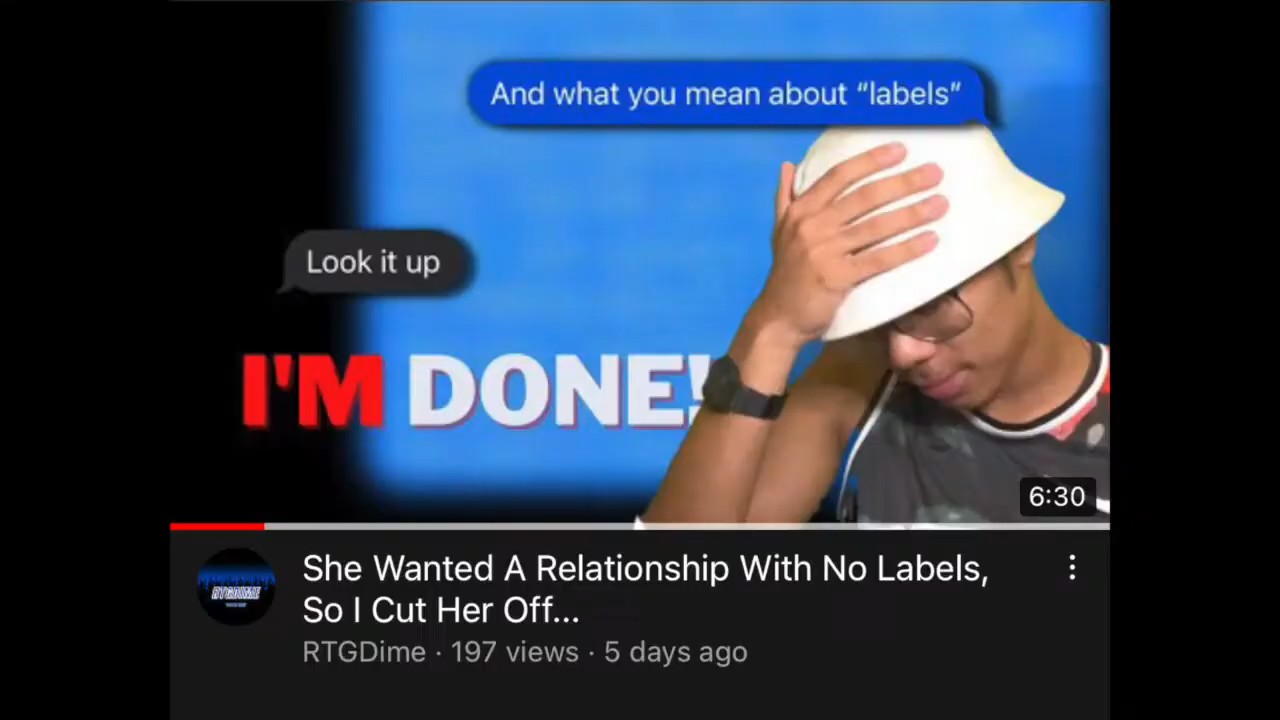 And what you mean about “labels”
Look it up
I'M DONE!
6:30
RTGDIME
She Wanted A Relationship With No Labels,
So I Cut Her Off...
RTGDime · 197 views · 5 days ago